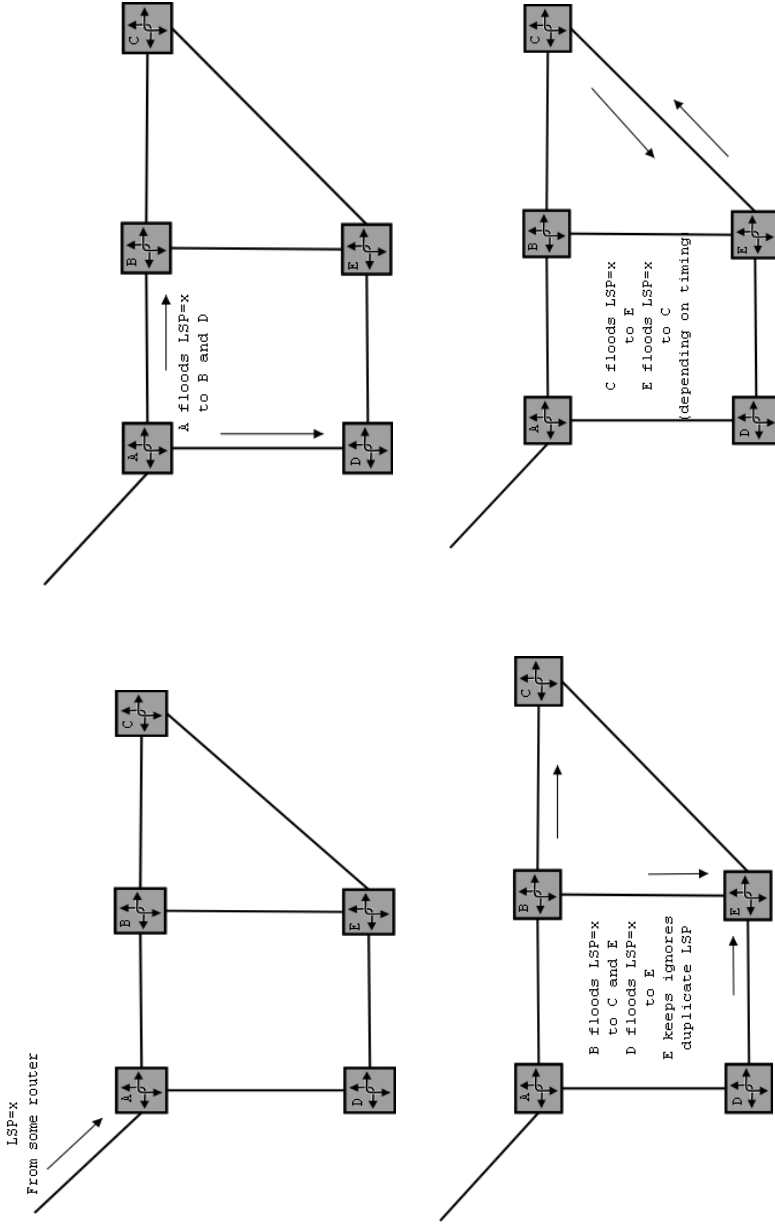 LSP=x
From some router
A
B
C
D
E
A
B
C
A floods LSP=x
to B and D
D
E
A
B
C
B floods LSP=x
to C and E
D floods LSP=x
to E
E keeps ignores
duplicate LSP
D
E
A
B
C
C floods LSP=x
to E
E floods LSP=x
to C
(depending on timing)
D
E